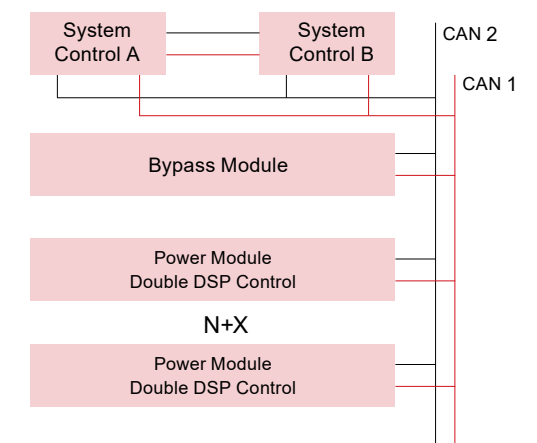 System
Control A
System
Control B
CAN 2
CAN 1
Bypass Module
Power Module
Double DSP Control
N+X
Power Module
Double DSP Control